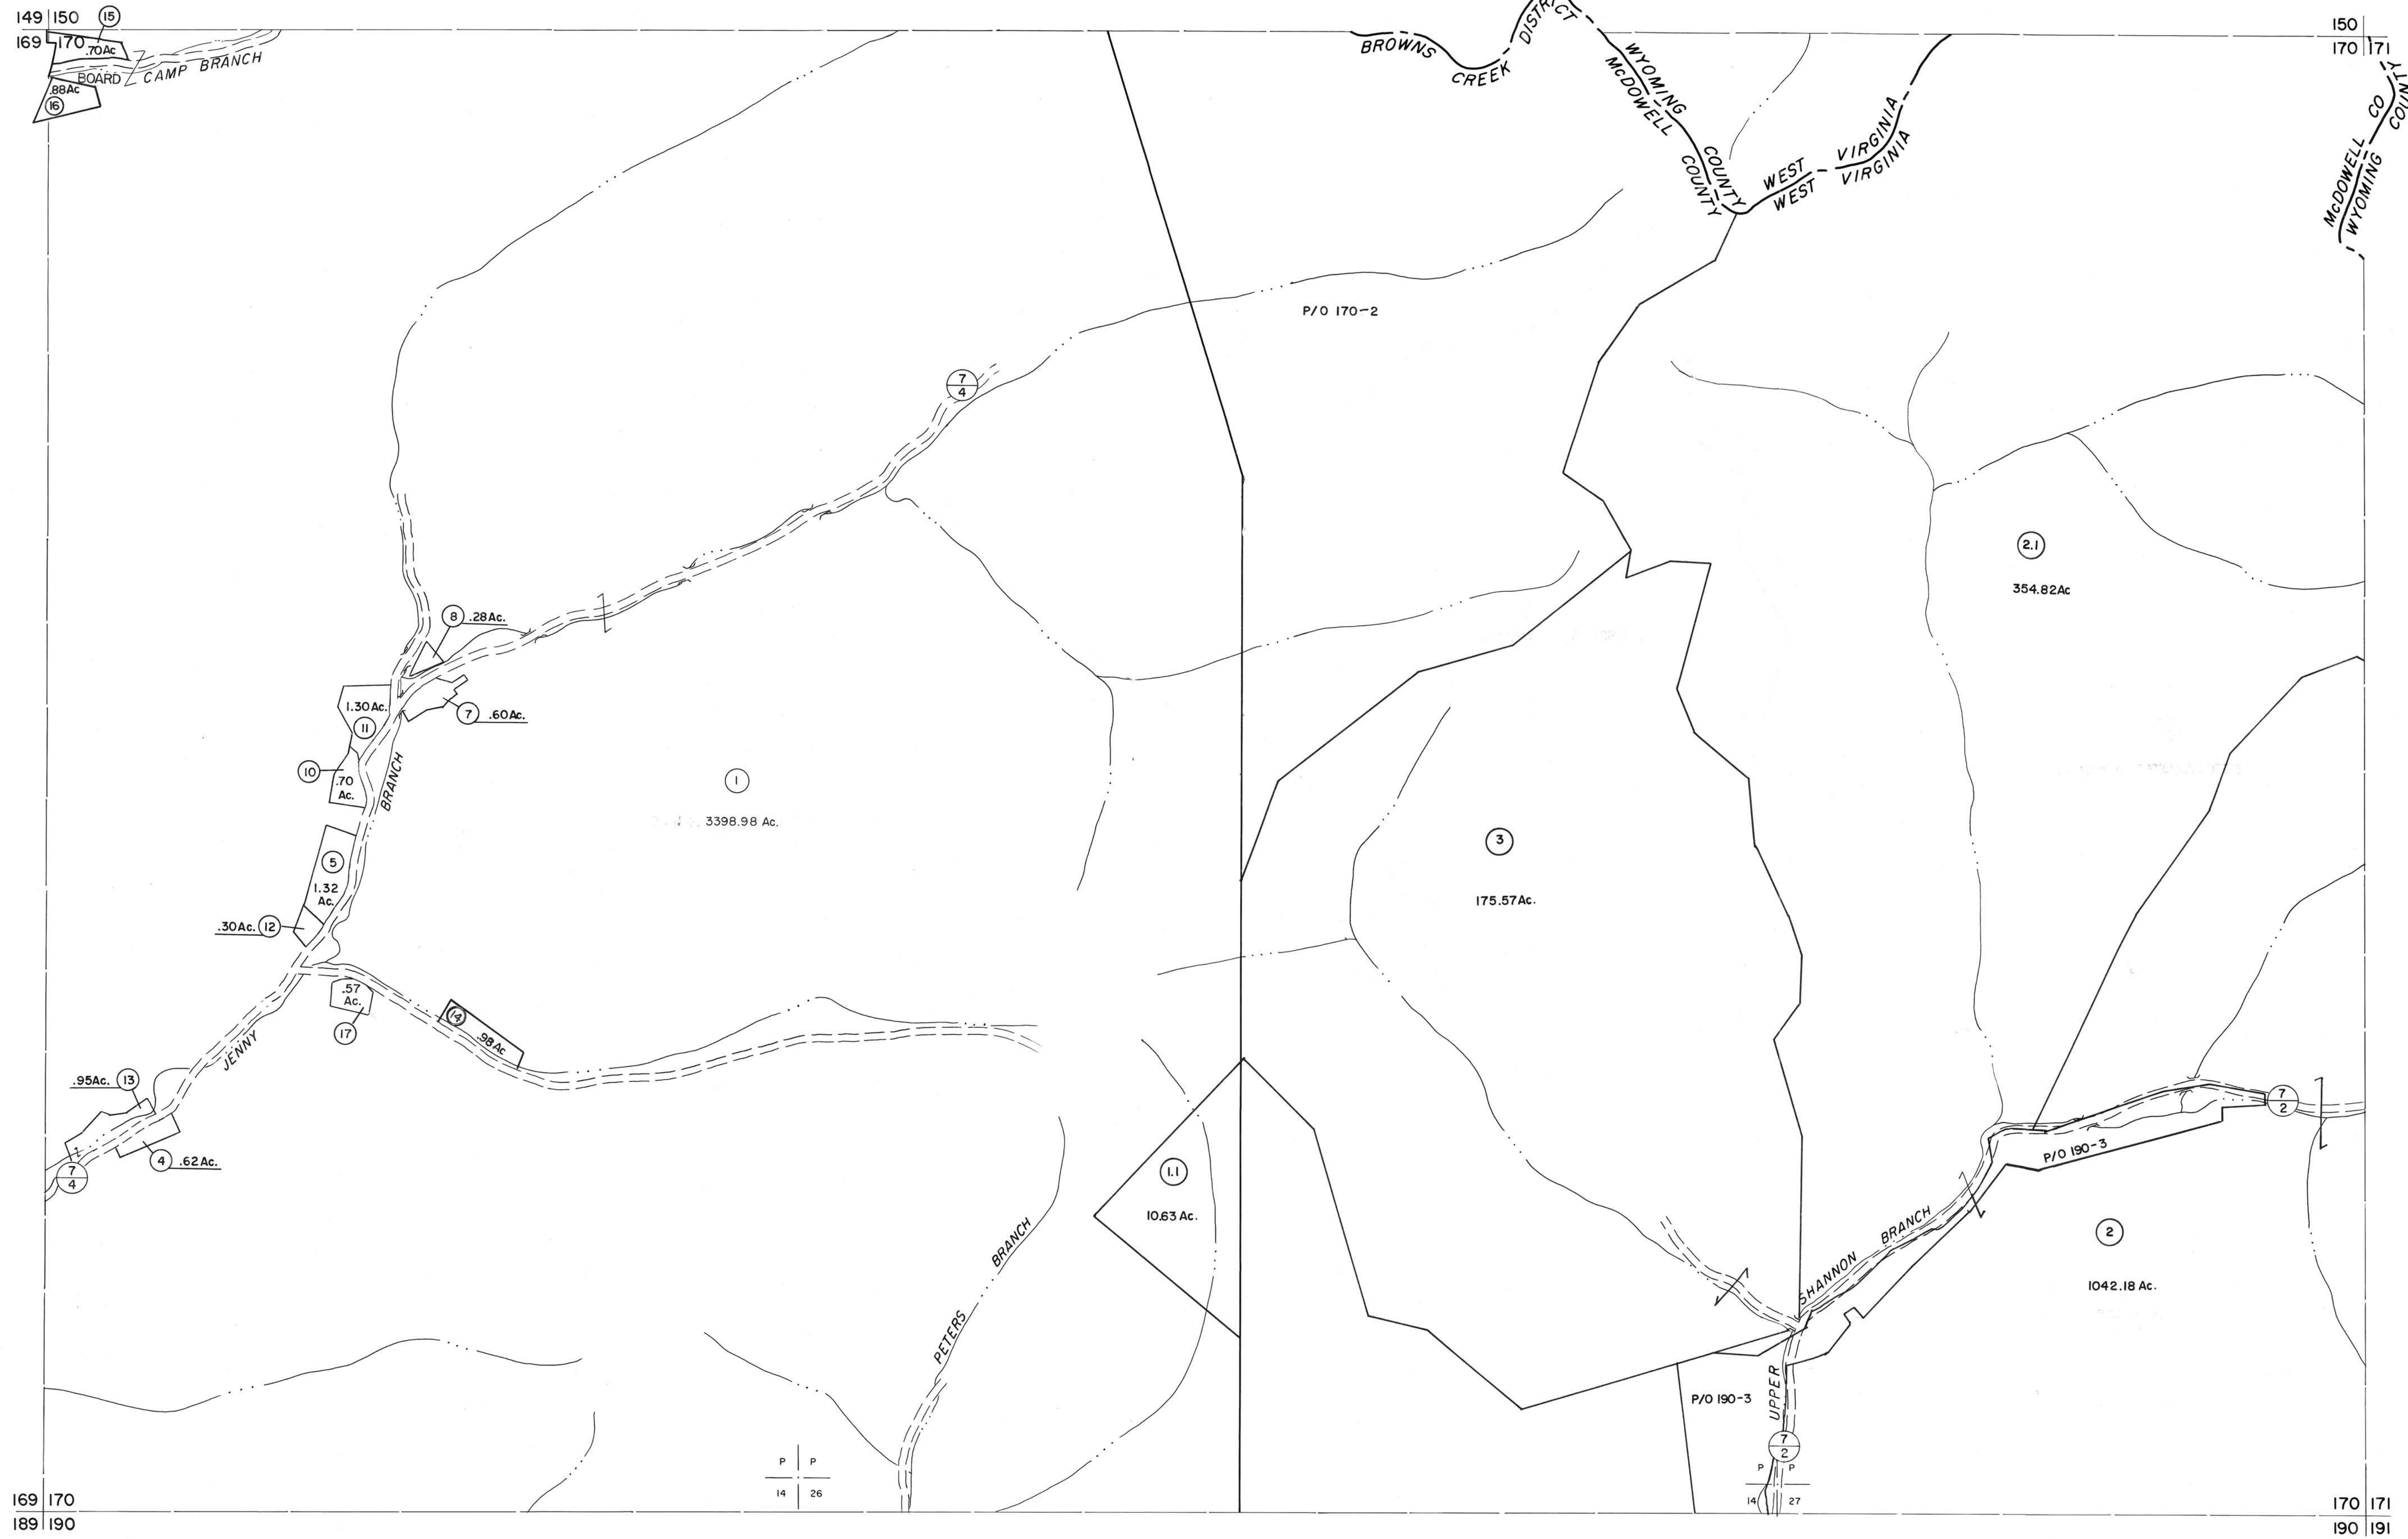 149 150
169 170
15
.70Ac
BOARD CAMP BRANCH
.88Ac
16
BROWNS CREEK DISTRICT
WYOMING COUNTY
McDOWELL COUNTY
WEST VIRGINIA
WEST VIRGINIA
150
170 171
McDOWELL CO
WYOMING
P/O 170-2
7
4
2.1
354.82Ac
8 .28Ac.
1.30Ac.
11
7 .60Ac.
10
.70
Ac.
JENNY BRANCH
1
3398.98 Ac.
3
175.57Ac.
5
1.32
Ac.
.30Ac. 12
.57
Ac.
17
14
.98Ac
.95Ac. 13
4 .62Ac.
7
4
7
2
P/O 190-3
1.1
10.63 Ac.
PETERS BRANCH
UPPER SHANNON BRANCH
2
1042.18 Ac.
P/O 190-3
7
2
P P
14 26
P P
14 27
169 170
189 190
170 171
190 191